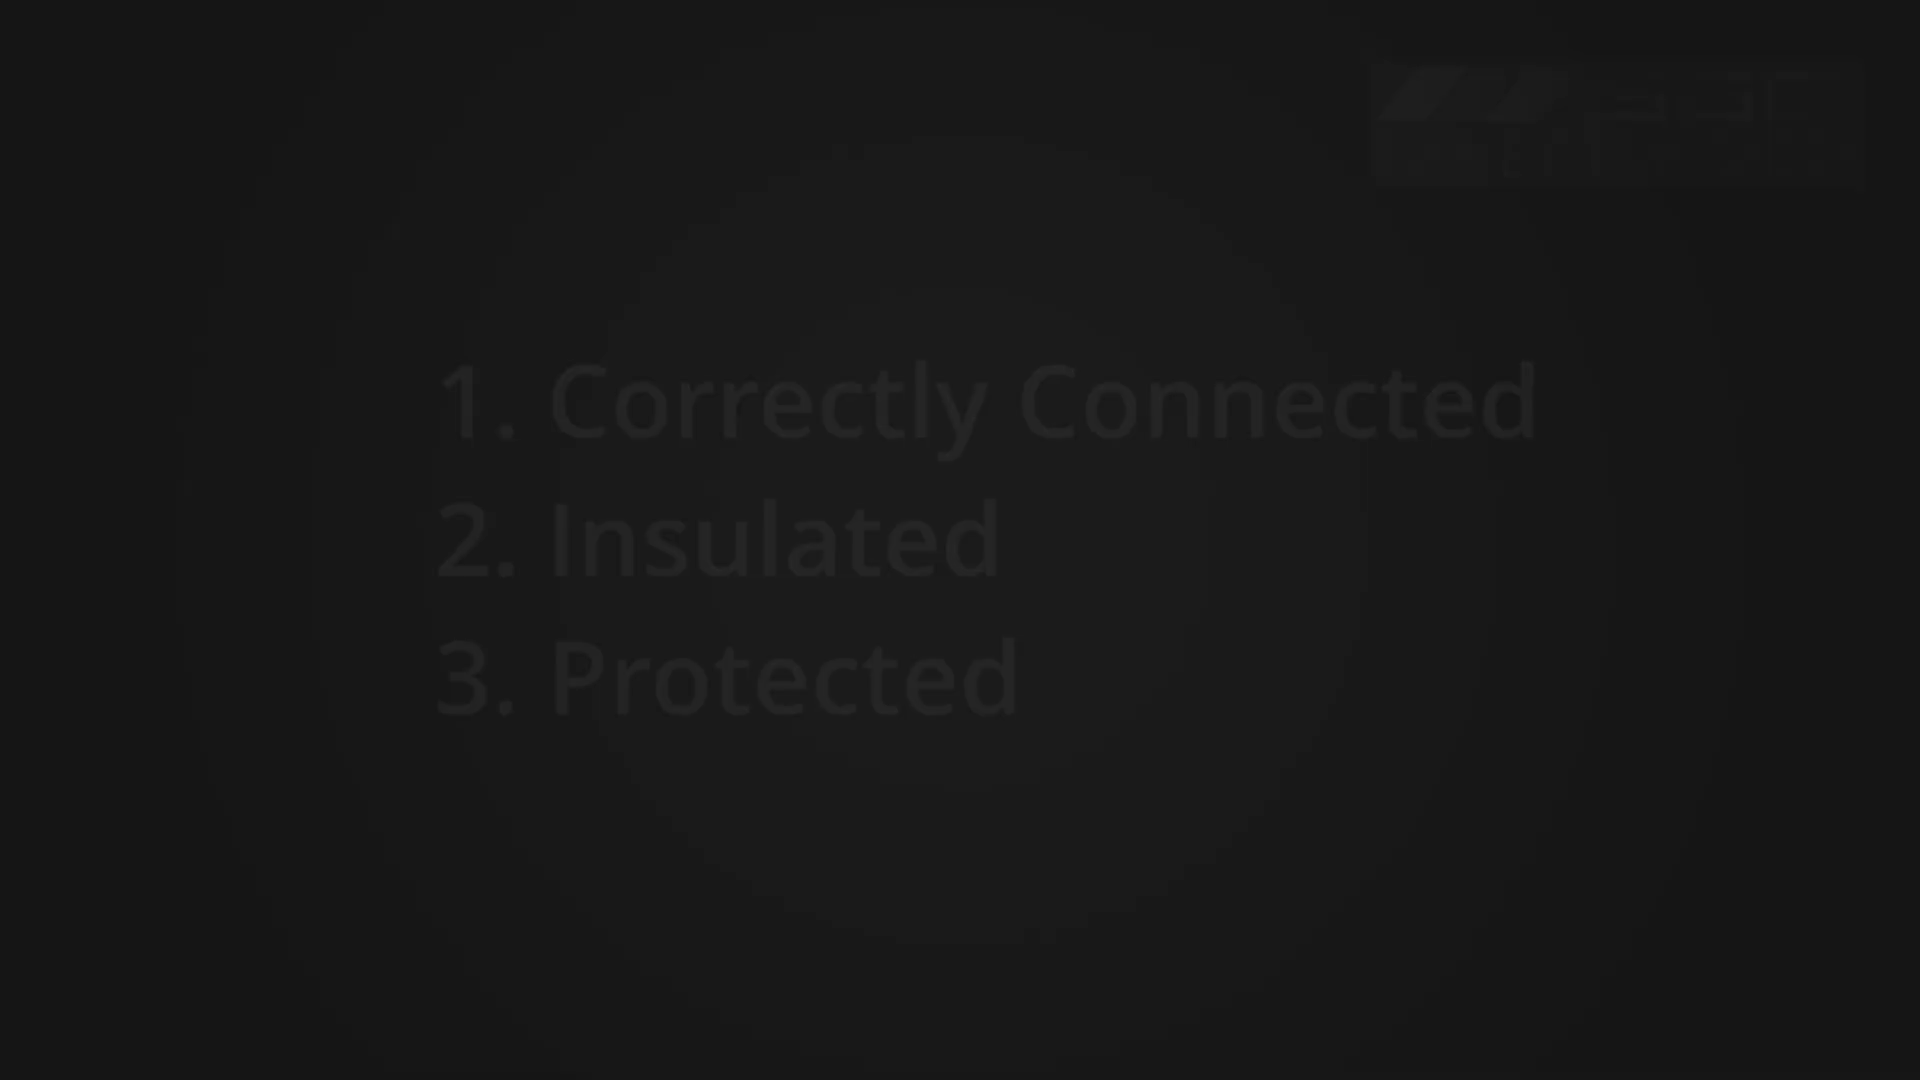 1. Correctly Connected
2. Insulated
3. Protected